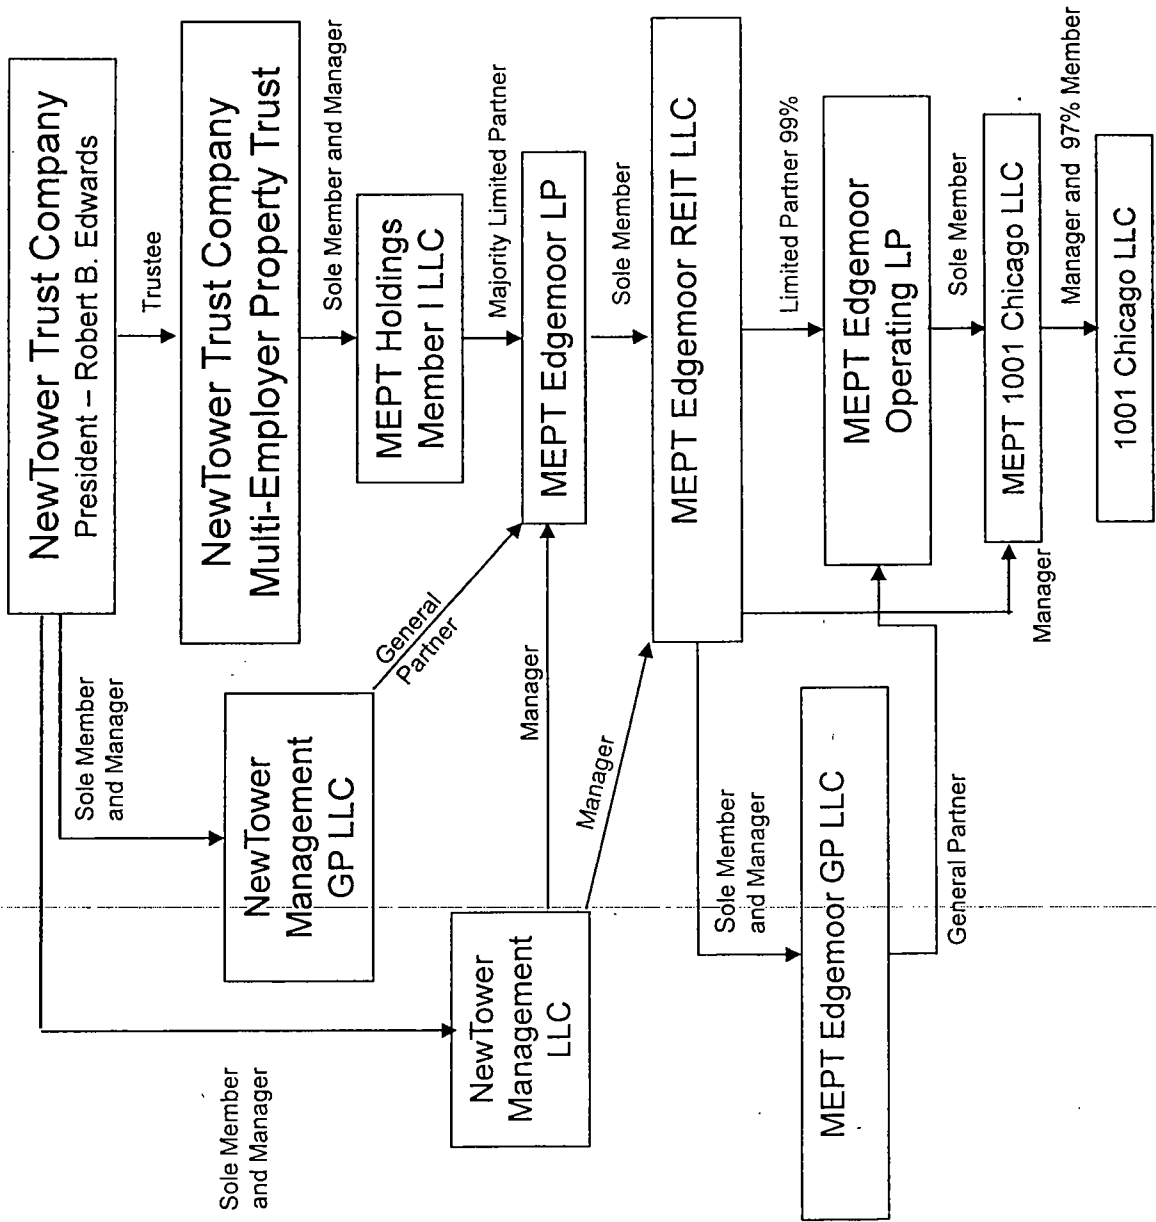 NewTower Trust Company
President – Robert B. Edwards
Trustee
Sole Member
and Manager
Sole Member
and Manager
NewTower Trust Company
Multi-Employer Property Trust
Sole Member and Manager
NewTower
Management
GP LLC
MEPT Holdings
Member I LLC
General
Partner
Majority Limited Partner
NewTower
Management
LLC
Manager
MEPT Edgemoor LP
Manager
Sole Member
MEPT Edgemoor REIT LLC
Sole Member
and Manager
Limited Partner 99%
MEPT Edgemoor GP LLC
MEPT Edgemoor
Operating LP
General Partner
Sole Member
Manager
MEPT 1001 Chicago LLC
Manager and 97% Member
1001 Chicago LLC